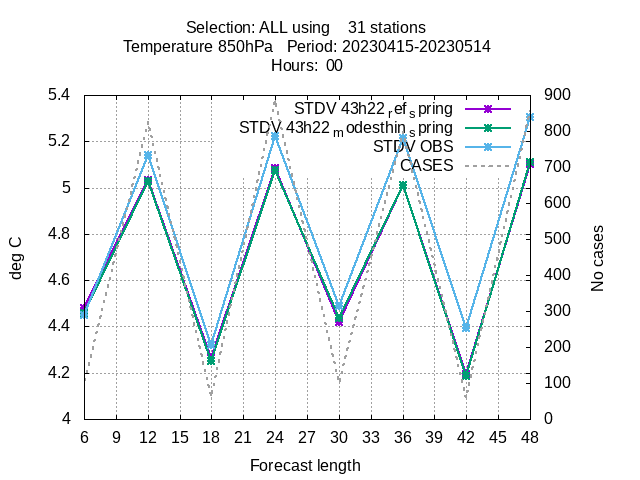 Selection: ALL using    31 stations
Temperature 850hPa   Period: 20230415-20230514
Hours:  00
STDV 43h22 ref spring
STDV 43h22 modesthin spring
STDV OBS
CASES
5.4
5.2
5
4.8
4.6
4.4
4.2
4
deg C
900
800
700
600
500
400
300
200
100
0
No cases
6 9 12 15 18 21 24 27 30 33 36 39 42 45 48
Forecast length